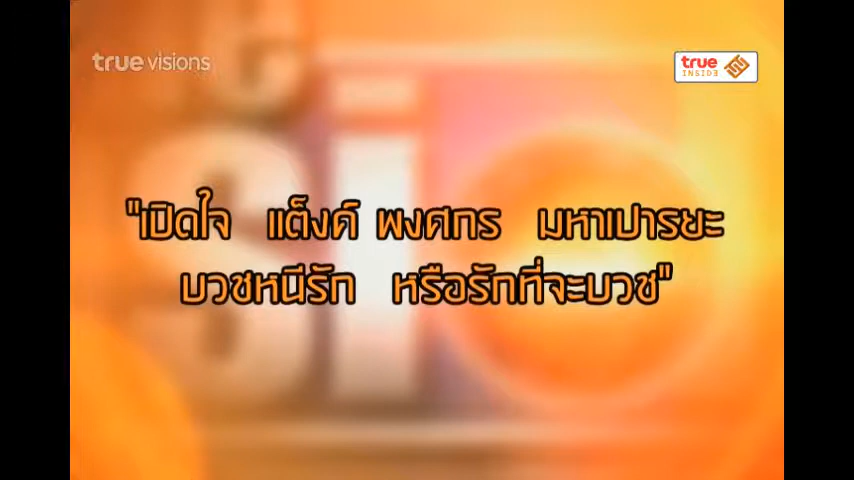 true visions
true
INSIDE
"เปิดใจ แต็งค์ พงศกร มหาเปารยะ
บวชหนีรัก หรือรักที่จะบวช"